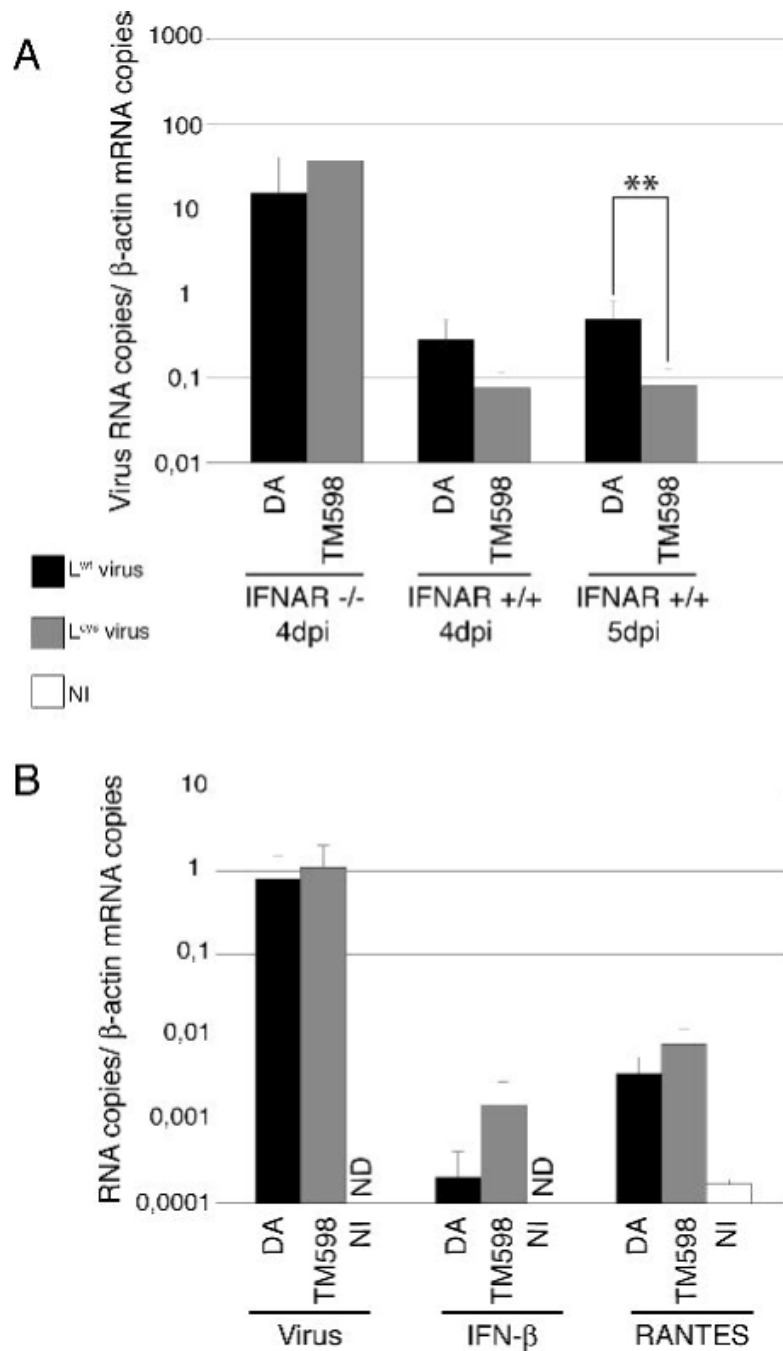 A
Virus RNA copies/ β-actin mRNA copies
1000
100
10
1
0,1
0,01
**
DA
TM598
DA
TM598
DA
TM598
IFNAR -/-
4dpi
IFNAR +/+
4dpi
IFNAR +/+
5dpi
L virus
L virus
NI
B
RNA copies/ β-actin mRNA copies
10
1
0,1
0,01
0,001
0,0001
ND
ND
DA
TM598
NI
DA
TM598
NI
DA
TM598
NI
Virus
IFN-β
RANTES